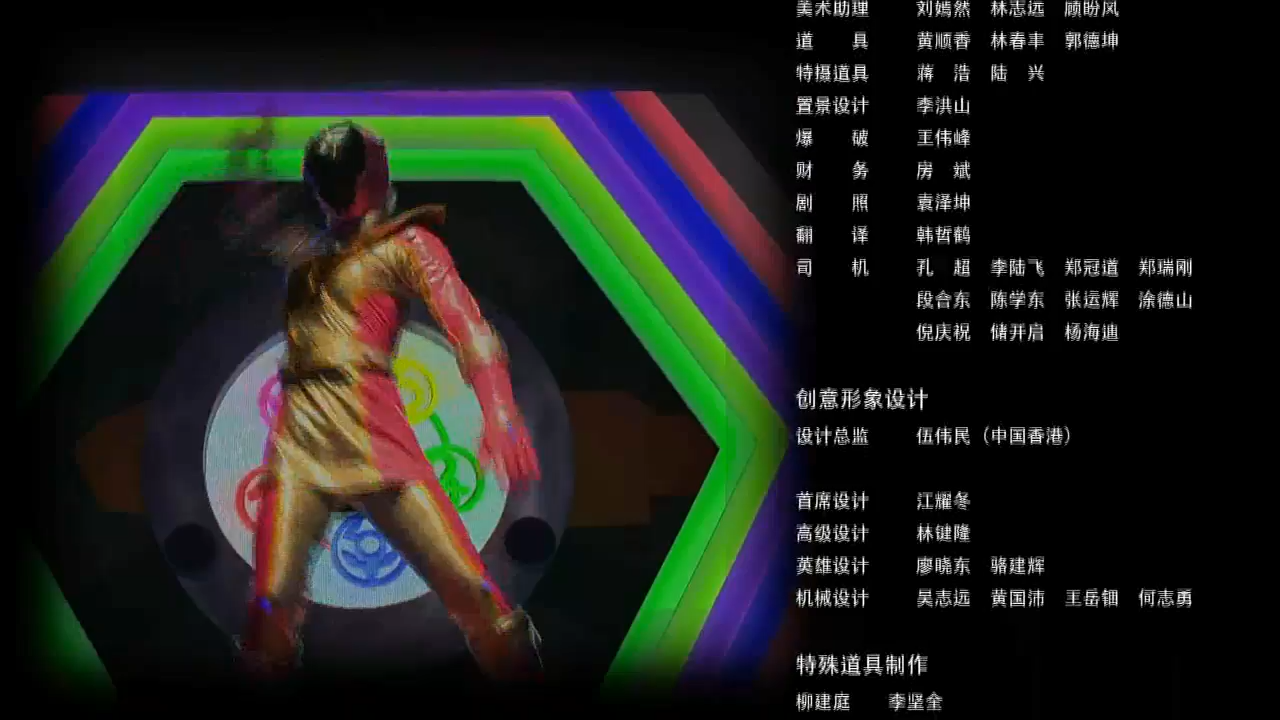 美术助理 刘嫣然 林志远 顾盼凤
道 具 黄顺香 林春丰 郭德坤
特摄道具 蒋 浩 陆 兴
置景设计 李洪山
爆 破 王伟峰
财 务 房 斌
剧 照 袁泽坤
翻 译 韩哲鹤
司 机 孔 超 李陆飞 郑冠道 郑瑞刚
段合东 陈学东 张运辉 涂德山
倪庆祝 储开启 杨海迪
创意形象设计
设计总监 伍伟民（中国香港）
首席设计 江耀冬
高级设计 林键隆
英雄设计 廖晓东 骆建辉
机械设计 吴志远 黄国沛 王岳钿 何志勇
特殊道具制作
柳建庭 李坚全